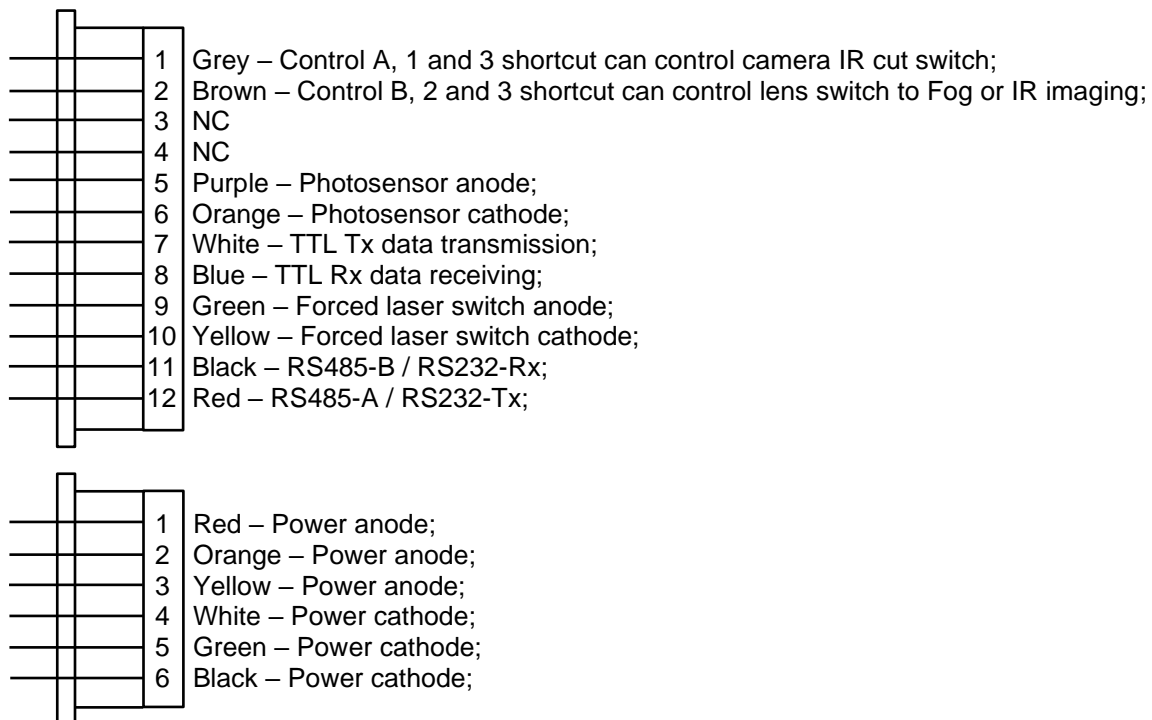 1 Grey – Control A, 1 and 3 shortcut can control camera IR cut switch;
2 Brown – Control B, 2 and 3 shortcut can control lens switch to Fog or IR imaging;
3 NC
4 NC
5 Purple – Photosensor anode;
6 Orange – Photosensor cathode;
7 White – TTL Tx data transmission;
8 Blue – TTL Rx data receiving;
9 Green – Forced laser switch anode;
10 Yellow – Forced laser switch cathode;
11 Black – RS485-B / RS232-Rx;
12 Red – RS485-A / RS232-Tx;
1 Red – Power anode;
2 Orange – Power anode;
3 Yellow – Power anode;
4 White – Power cathode;
5 Green – Power cathode;
6 Black – Power cathode;